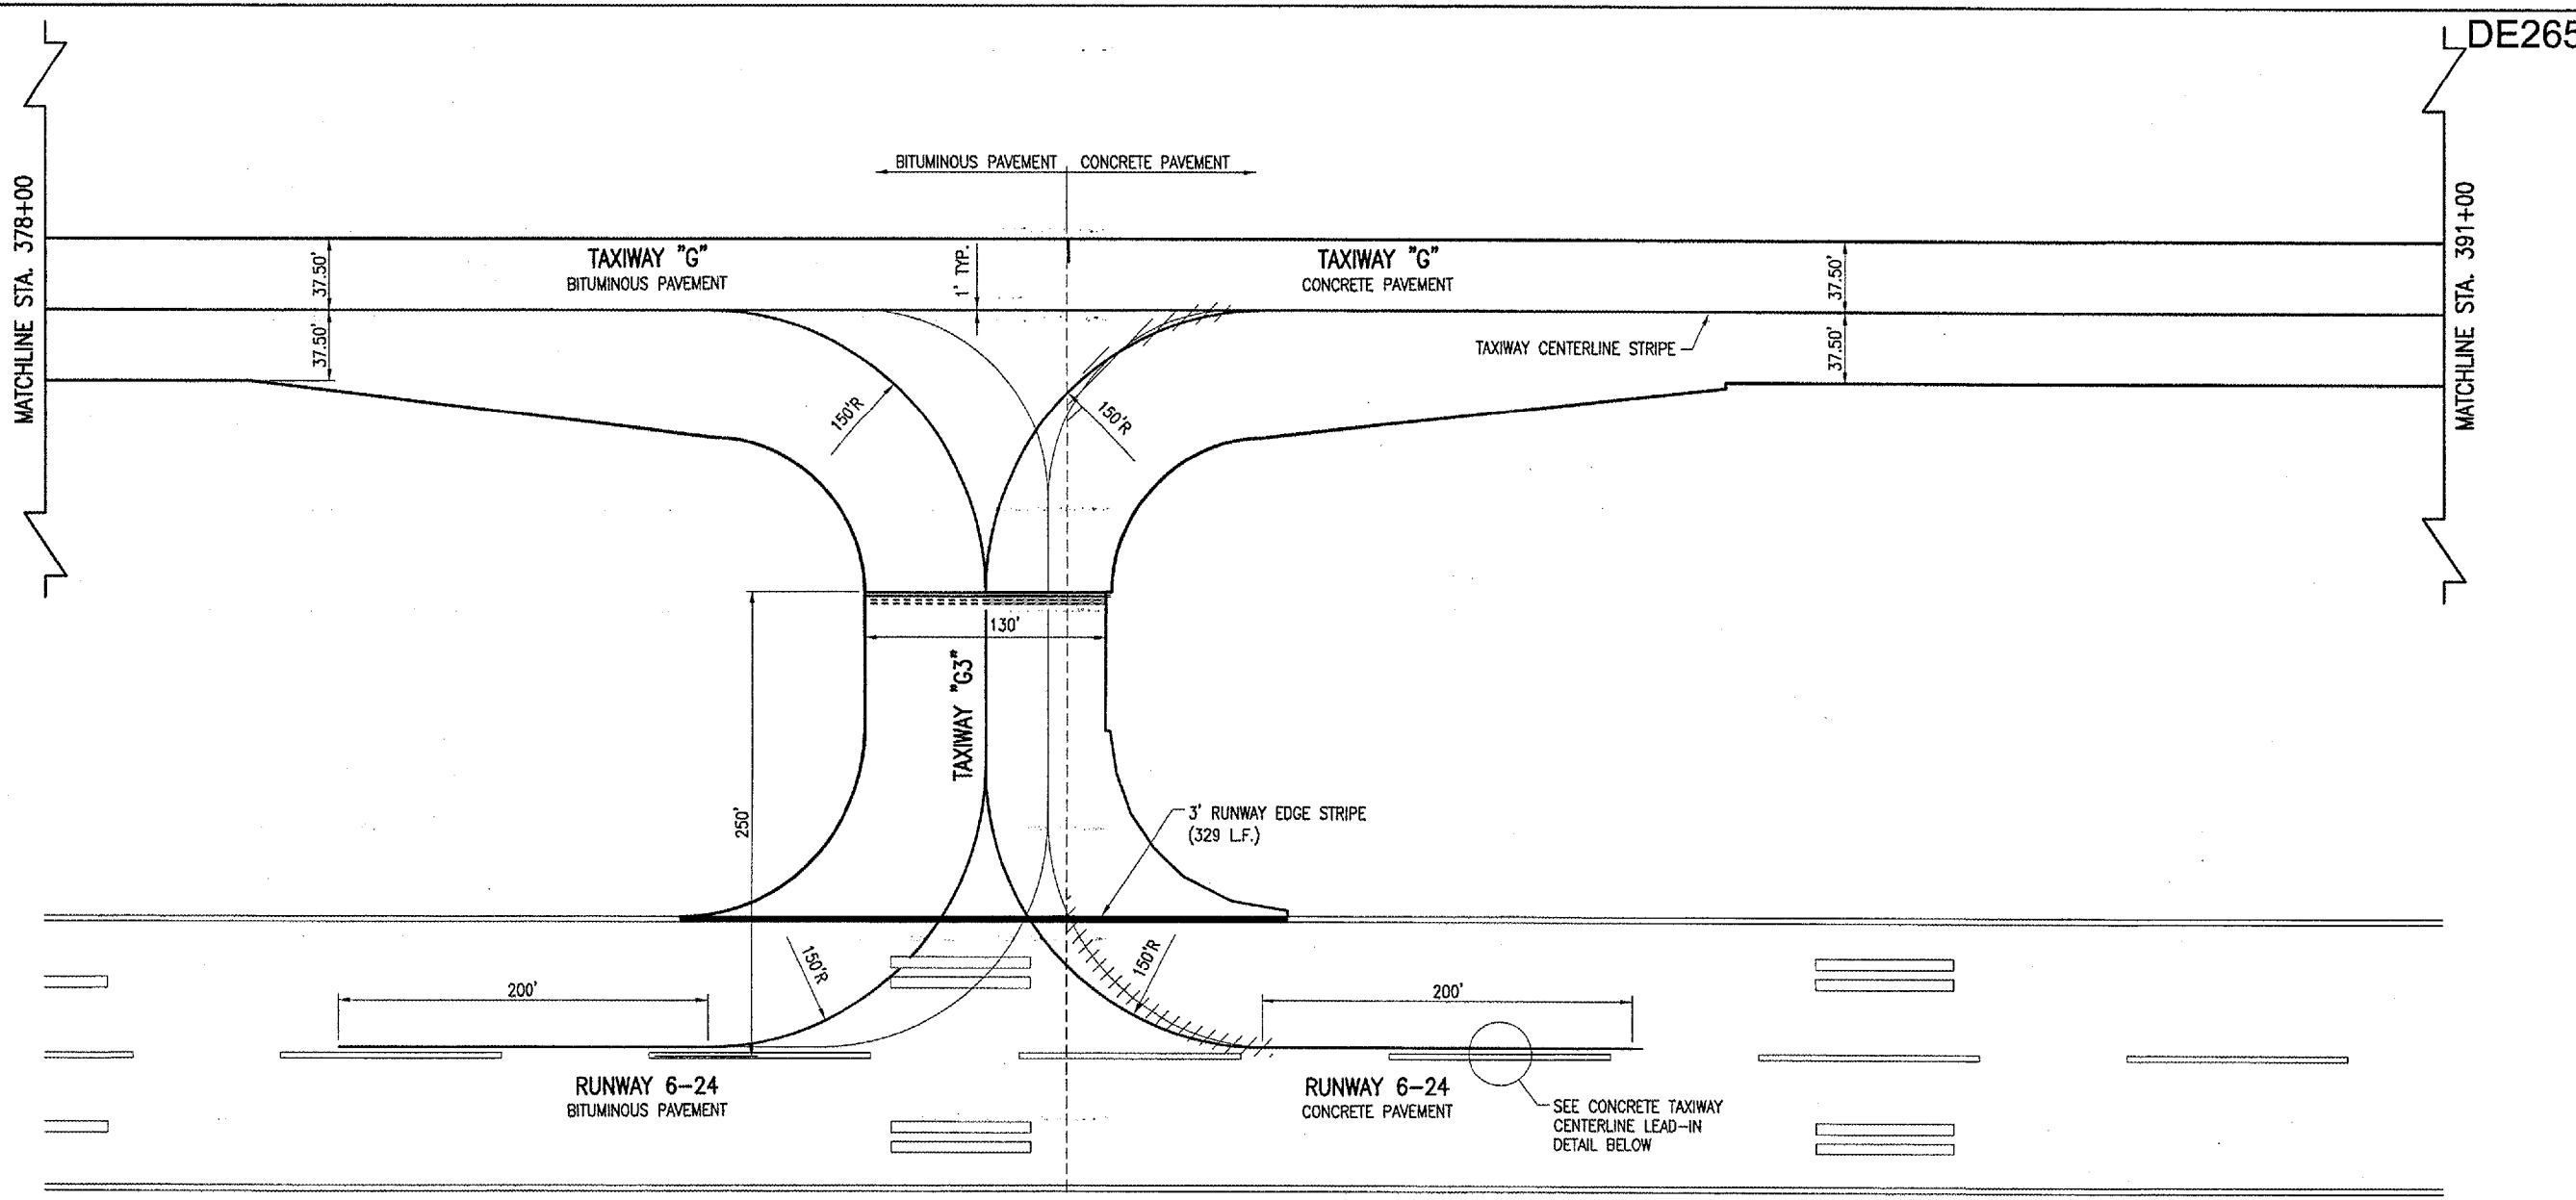 DE265
BITUMINOUS PAVEMENT
CONCRETE PAVEMENT
MATCHLINE STA. 378+00
MATCHLINE STA. 391+00
TAXIWAY "G"
BITUMINOUS PAVEMENT
TAXIWAY "G"
CONCRETE PAVEMENT
37.50'
37.50'
1' TYP.
37.50'
37.50'
TAXIWAY CENTERLINE STRIPE
150'R
150'R
130'
TAXIWAY "G3"
250'
3' RUNWAY EDGE STRIPE
(329 L.F.)
150'R
150'R
200'
200'
RUNWAY 6-24
BITUMINOUS PAVEMENT
RUNWAY 6-24
CONCRETE PAVEMENT
SEE CONCRETE TAXIWAY
CENTERLINE LEAD-IN
DETAIL BELOW